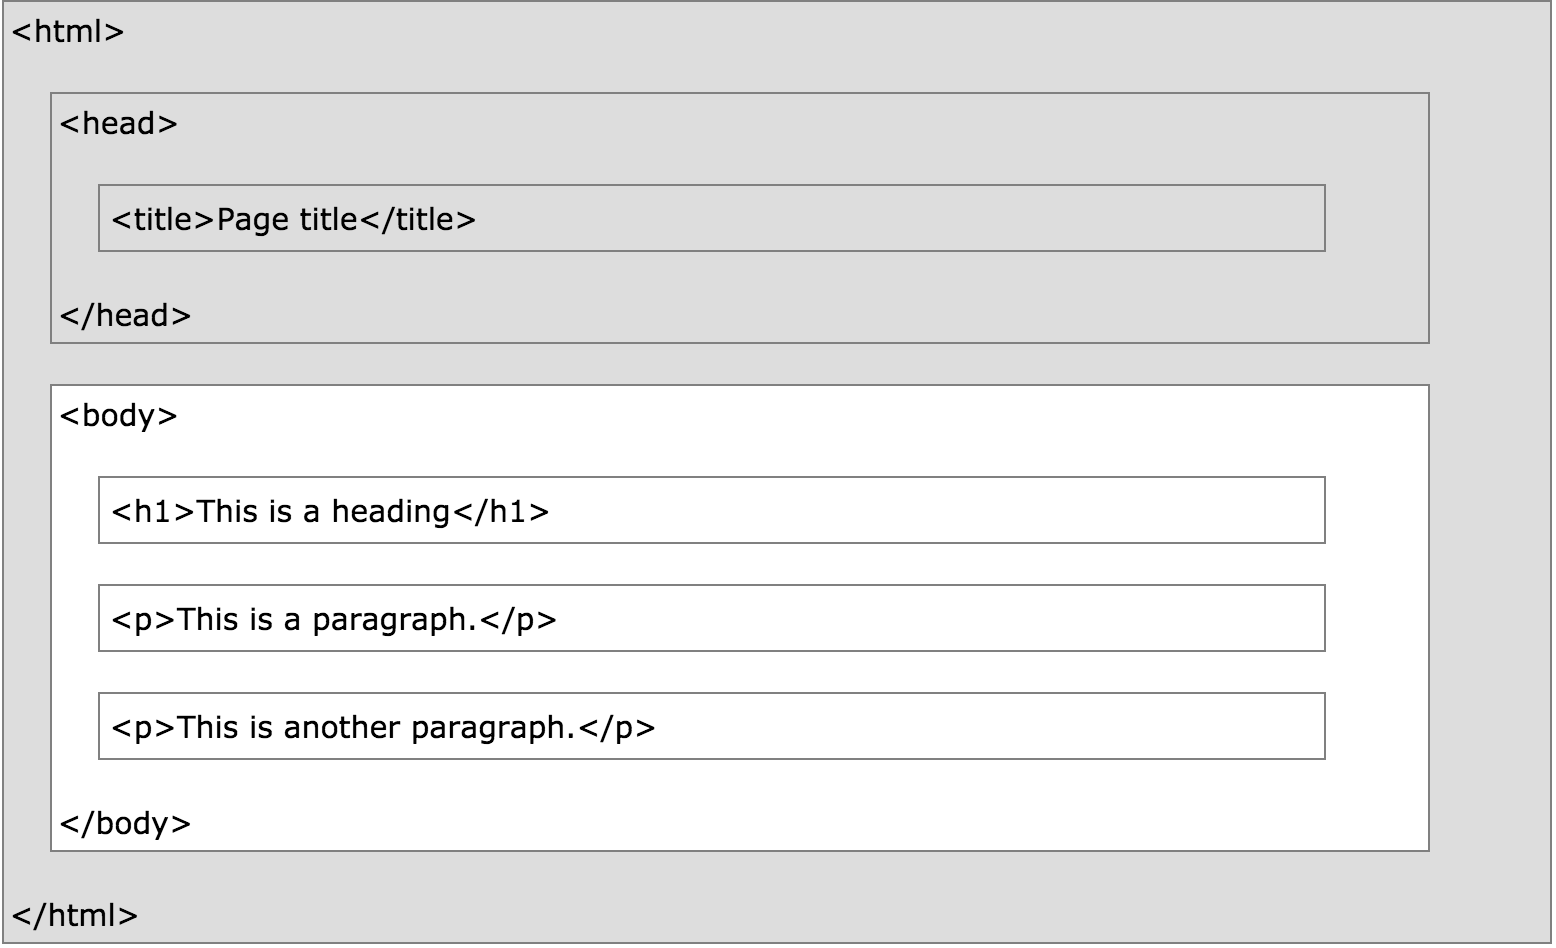 <html>
<head>
<title>Page title</title>
</head>
<body>
<h1>This is a heading</h1>
<p>This is a paragraph.</p>
<p>This is another paragraph.</p>
</body>
</html>